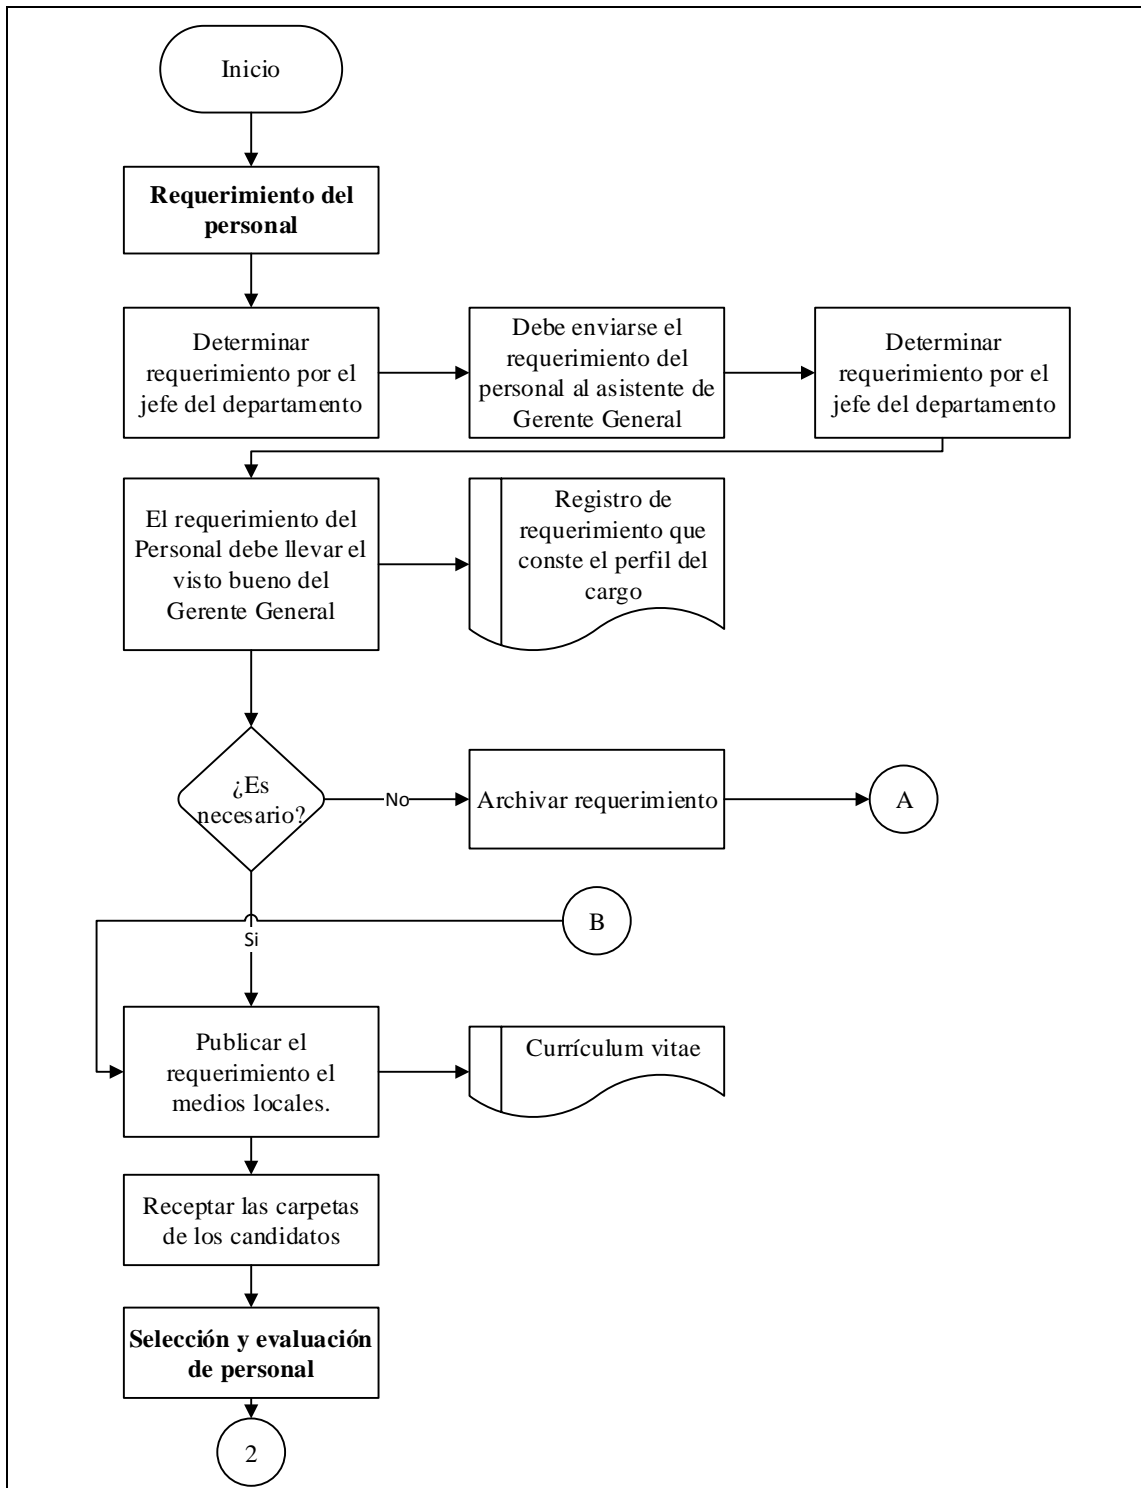 Inicio
Requerimiento del
personal
Determinar
requerimiento por el
jefe del departamento
Debe enviarse el
requerimiento del
personal al asistente de
Gerente General
Determinar
requerimiento por el
jefe del departamento
El requerimiento del
Personal debe llevar el
visto bueno del
Gerente General
Registro de
requerimiento que
conste el perfil del
cargo
¿Es
necesario?
No
Archivar requerimiento
A
B
Si
Publicar el
requerimiento el
medios locales.
Currículum vitae
Receptar las carpetas
de los candidatos
Selección y evaluación
de personal
2